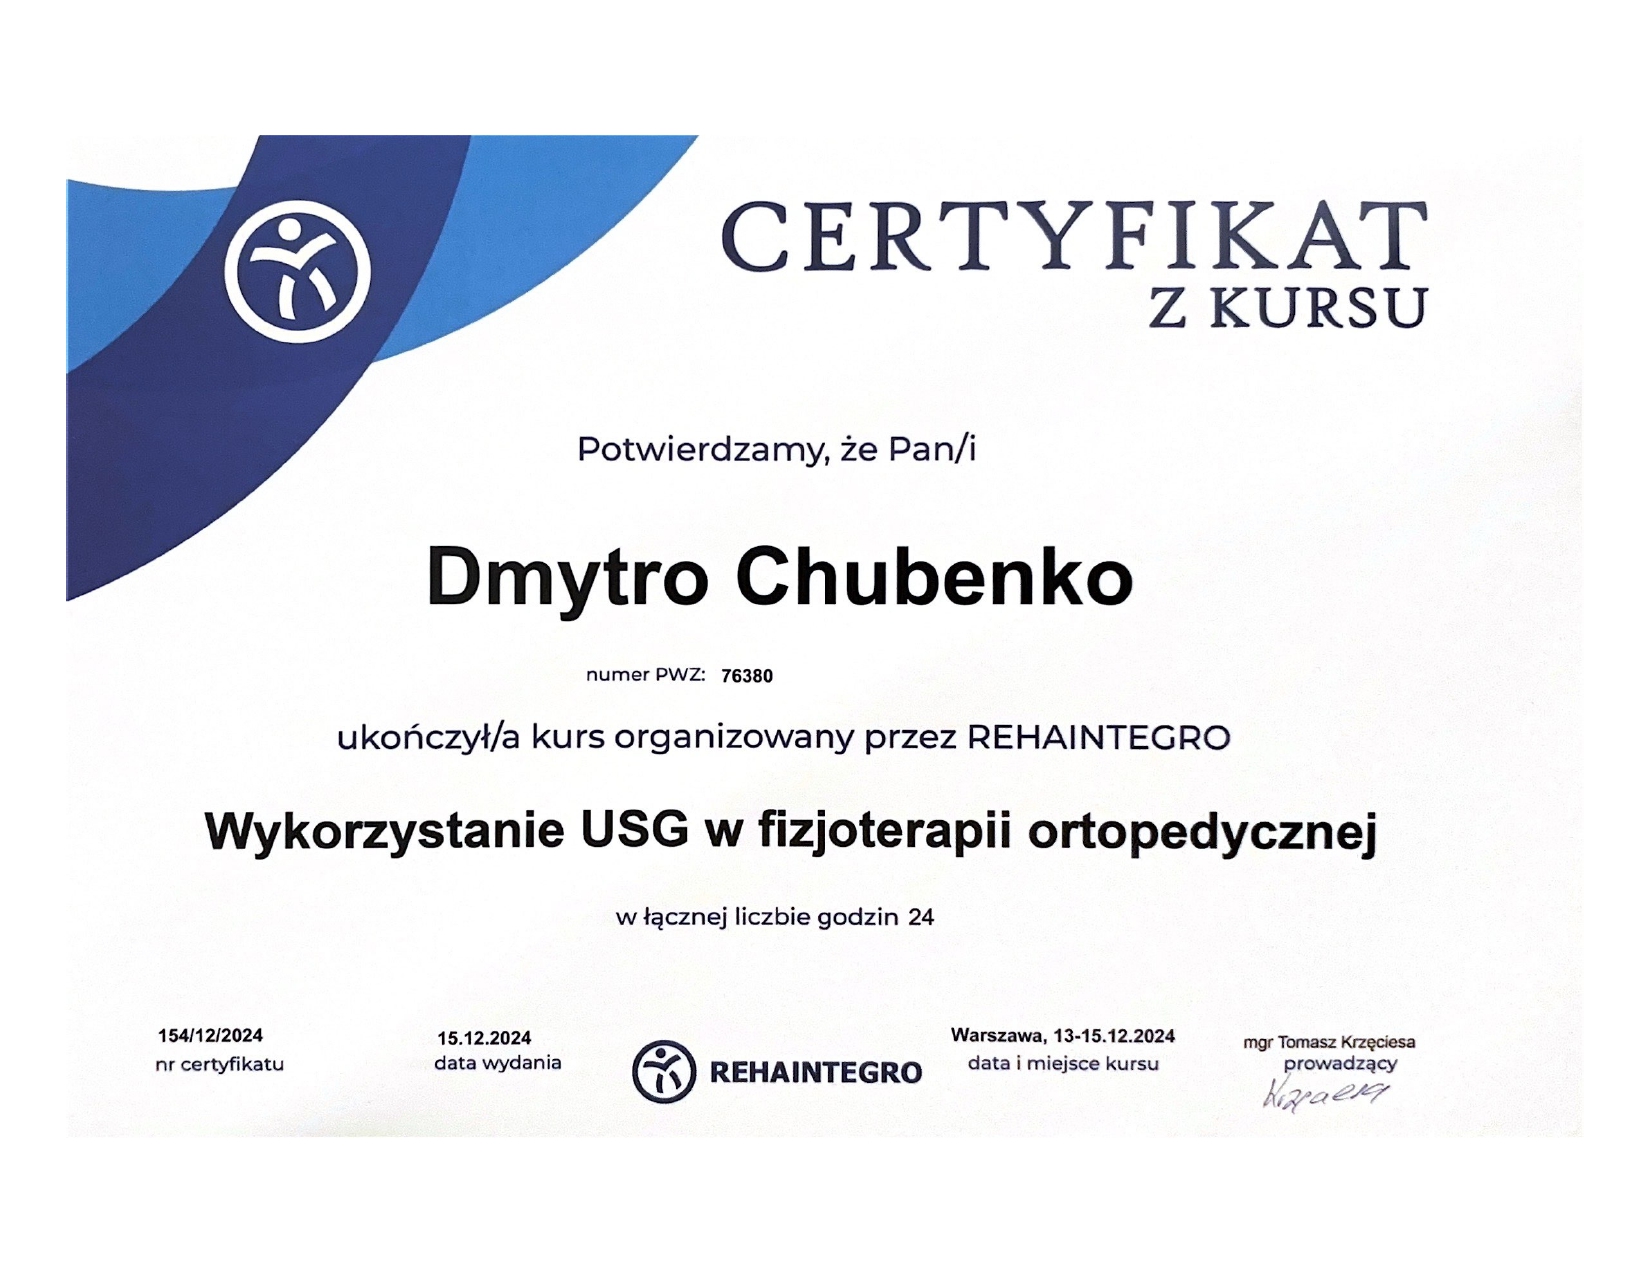 CERTYFIKAT
Z KURSU
Potwierdzamy, że Pan/i
Dmytro Chubenko
numer PWZ: 76380
ukończył/a kurs organizowany przez REHAINTEGRO
Wykorzystanie USG w fizjoterapii ortopedycznej
w łącznej liczbie godzin 24
154/12/2024
nr certyfikatu
15.12.2024
data wydania
REHAINTEGRO
Warszawa, 13-15.12.2024
data i miejsce kursu
mgr Tomasz Krzęciesa
prowadzący